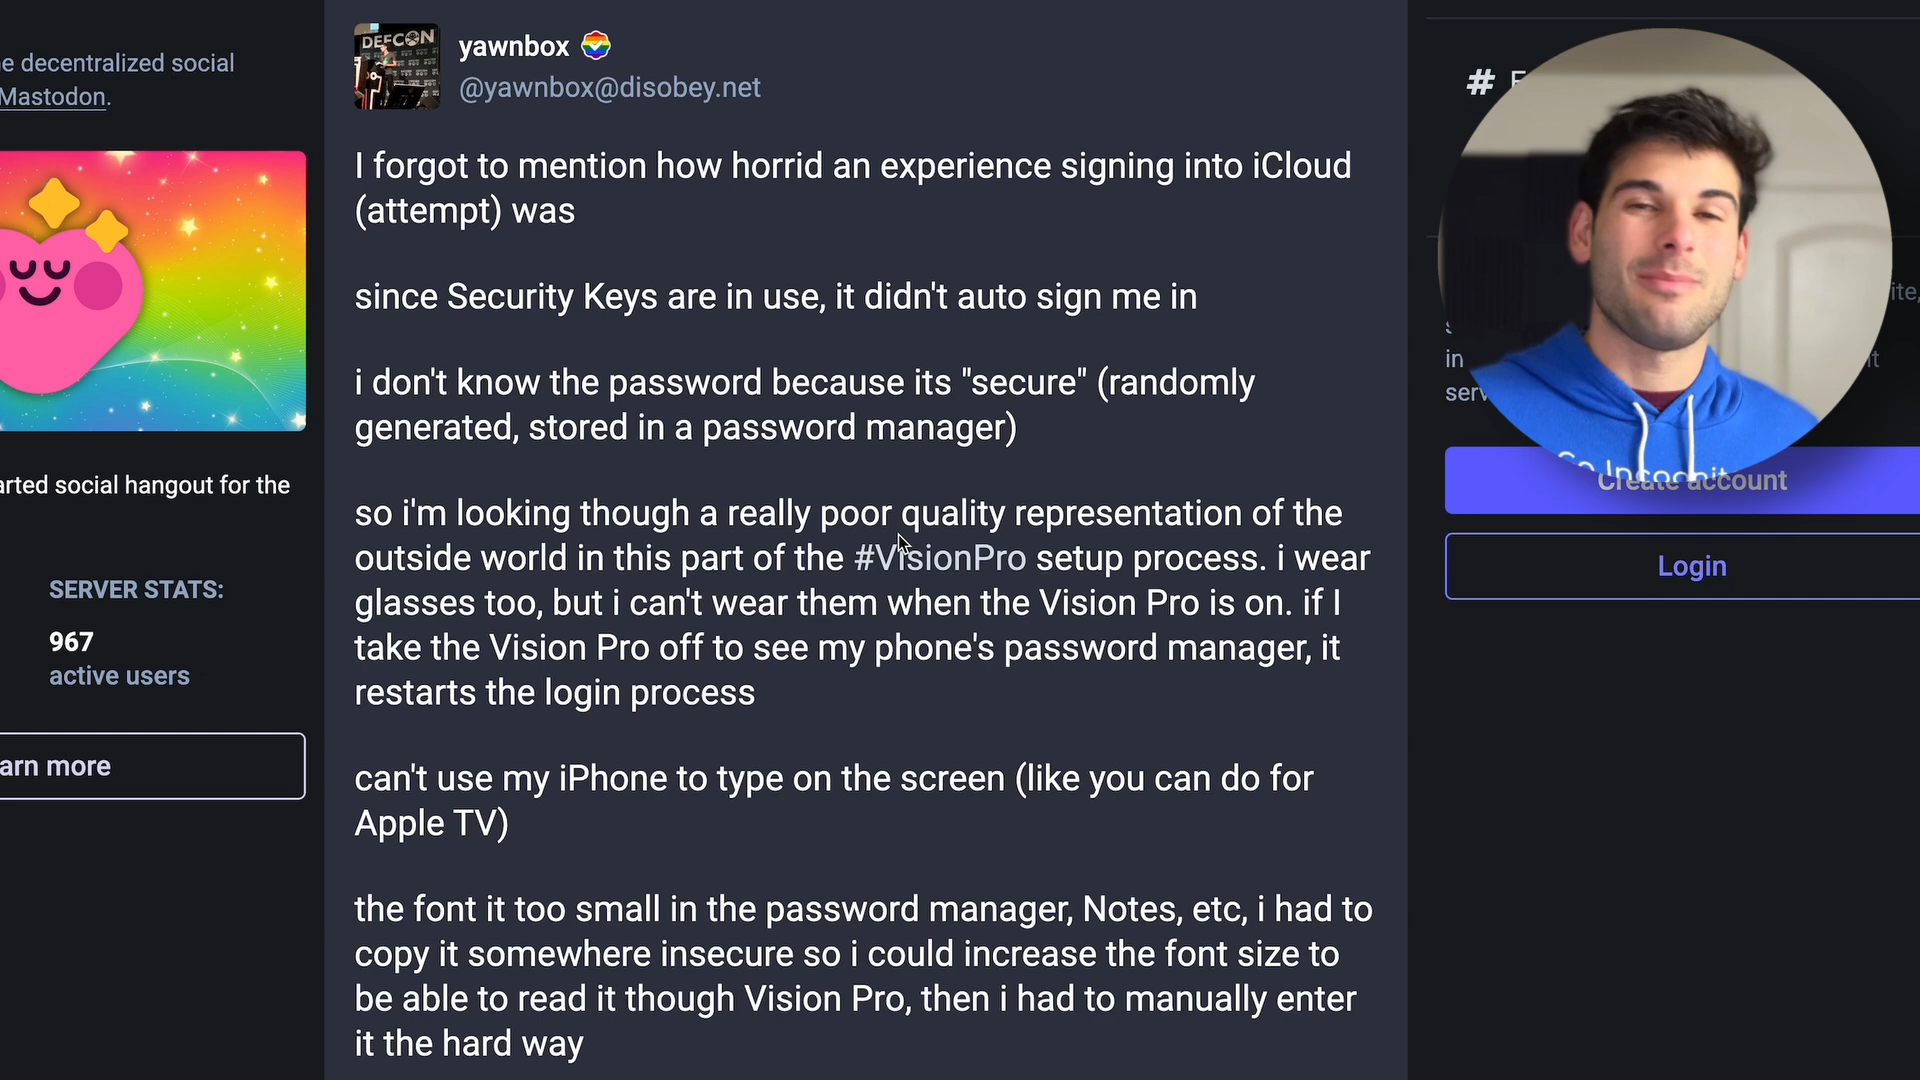 e decentralized social
Mastodon.
arted social hangout for the
SERVER STATS:
967
active users
arn more
DEFCON
yawnbox
@yawnbox@disobey.net
I forgot to mention how horrid an experience signing into iCloud
(attempt) was
since Security Keys are in use, it didn't auto sign me in
i don't know the password because its "secure" (randomly
generated, stored in a password manager)
so i'm looking though a really poor quality representation of the
outside world in this part of the #VisionPro setup process. i wear
glasses too, but i can't wear them when the Vision Pro is on. if I
take the Vision Pro off to see my phone's password manager, it
restarts the login process
can't use my iPhone to type on the screen (like you can do for
Apple TV)
the font it too small in the password manager, Notes, etc, i had to
copy it somewhere insecure so i could increase the font size to
be able to read it though Vision Pro, then i had to manually enter
it the hard way
#
ite,
in
serv
Go Incognito
Create account
Login